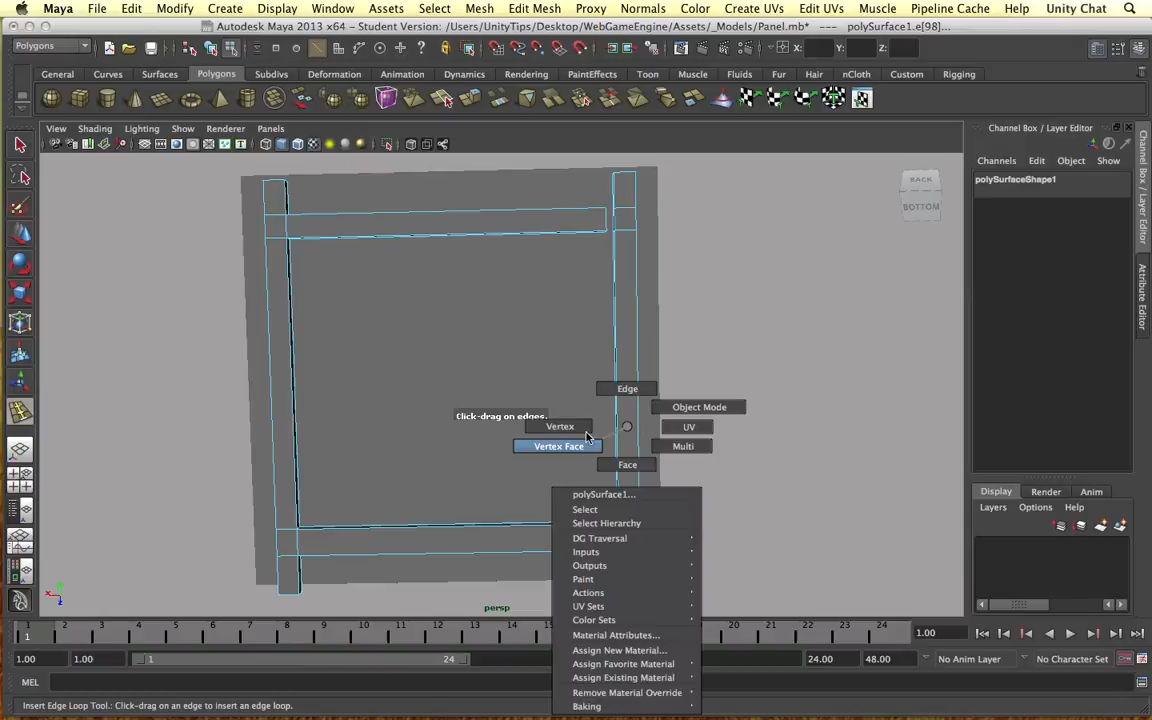 Maya File Edit Modify Create Display Window Assets Select Mesh Edit Mesh Proxy Normals Color Create UVs Edit UVs Muscle Pipeline Cache Help Unity Chat
Autodesk Maya 2013 x64 - Student Version: /Users/UnityTips/Desktop/WebGameEngine/Assets/_Models/Panel.mb* --- polySurface1.e[98]...
Polygons X: Y: Z:
General Curves Surfaces Polygons Subdivs Deformation Animation Dynamics Rendering PaintEffects Toon Muscle Fluids Fur Hair nCloth Custom Rigging
View Shading Lighting Show Renderer Panels
Channel Box / Layer Editor
Channels Edit Object Show
polySurfaceShape1
BACK
BOTTOM
Channel Box / Layer Editor
Attribute Editor
Edge
Object Mode
Click-drag on edges.
Vertex
UV
Vertex Face
Multi
Face
polySurface1...
Select
Select Hierarchy
DG Traversal
Inputs
Outputs
Paint
Actions
UV Sets
Color Sets
Material Attributes...
Assign New Material...
Assign Favorite Material
Assign Existing Material
Remove Material Override
Baking
Display Render Anim
Layers Options Help
x
z
persp
1 2 3 4 5 6 7 8 9 10 11 12 13 14 15 20 21 22 23 24
1
1.00
1.00 1.00 1 24 24.00 48.00 No Anim Layer No Character Set
MEL
Insert Edge Loop Tool.: Click-drag on an edge to insert an edge loop.